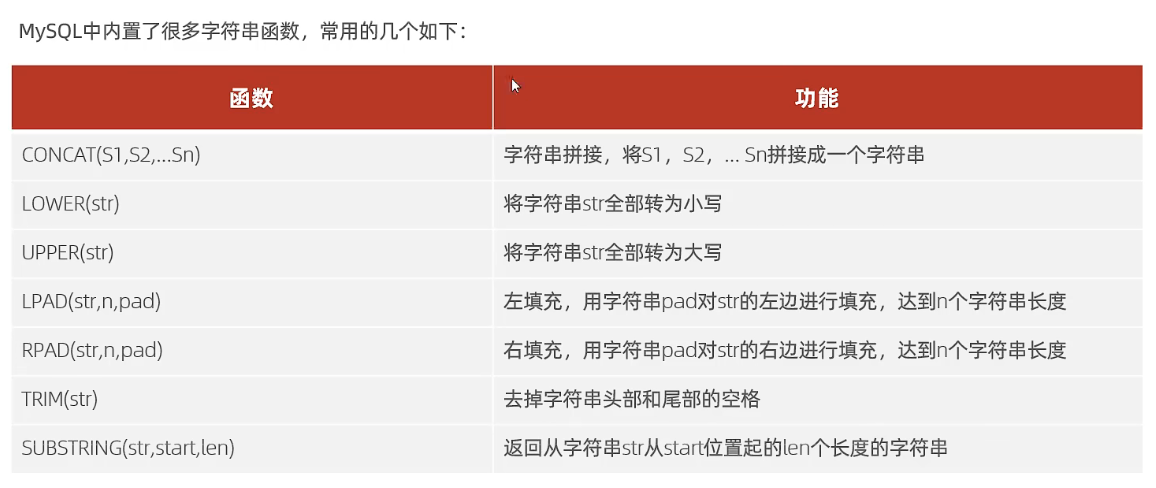 MySQL中内置了很多字符串函数，常用的几个如下：
函数 功能
CONCAT(S1,S2,...Sn) 字符串拼接，将S1，S2，... Sn拼接成一个字符串
LOWER(str) 将字符串str全部转为小写
UPPER(str) 将字符串str全部转为大写
LPAD(str,n,pad) 左填充，用字符串pad对str的左边进行填充，达到n个字符串长度
RPAD(str,n,pad) 右填充，用字符串pad对str的右边进行填充，达到n个字符串长度
TRIM(str) 去掉字符串头部和尾部的空格
SUBSTRING(str,start,len) 返回从字符串str从start位置起的len个长度的字符串